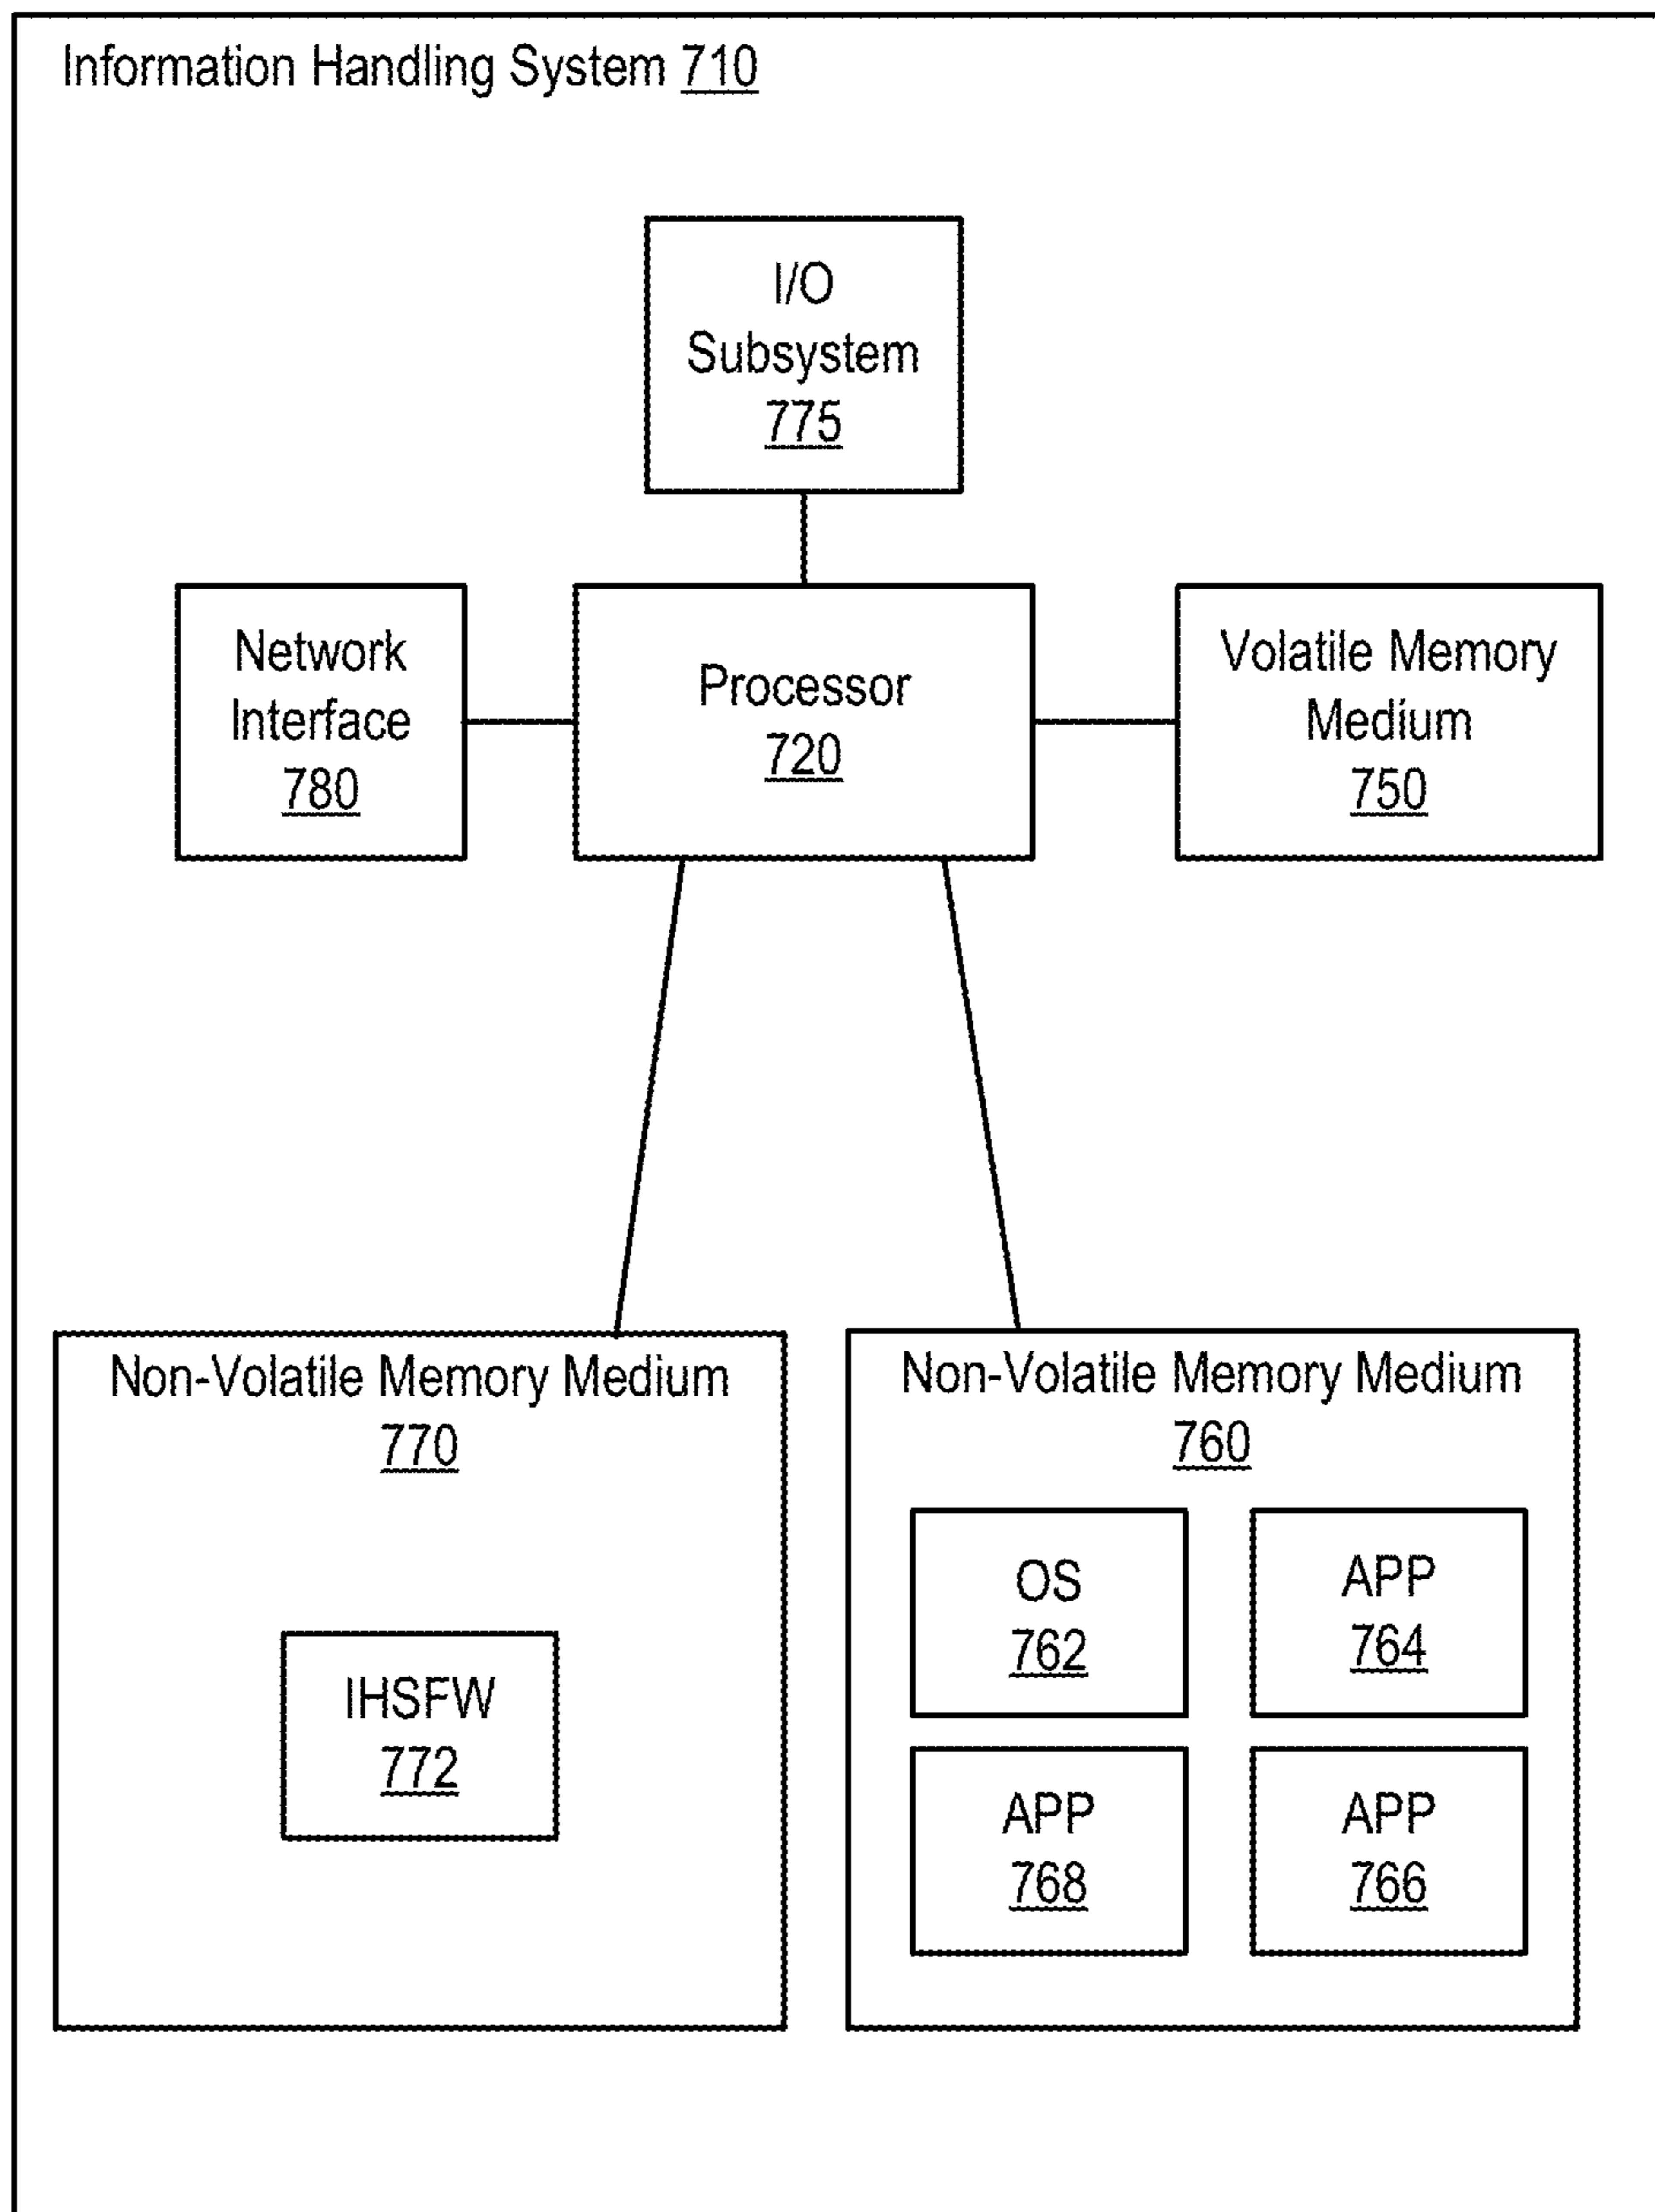 Information Handling System 710
I/O
Subsystem
775
Network
Interface
780
Processor
720
Volatile Memory
Medium
750
Non-Volatile Memory Medium
770
IHSFW
772
Non-Volatile Memory Medium
760
OS
762
APP
764
APP
768
APP
766